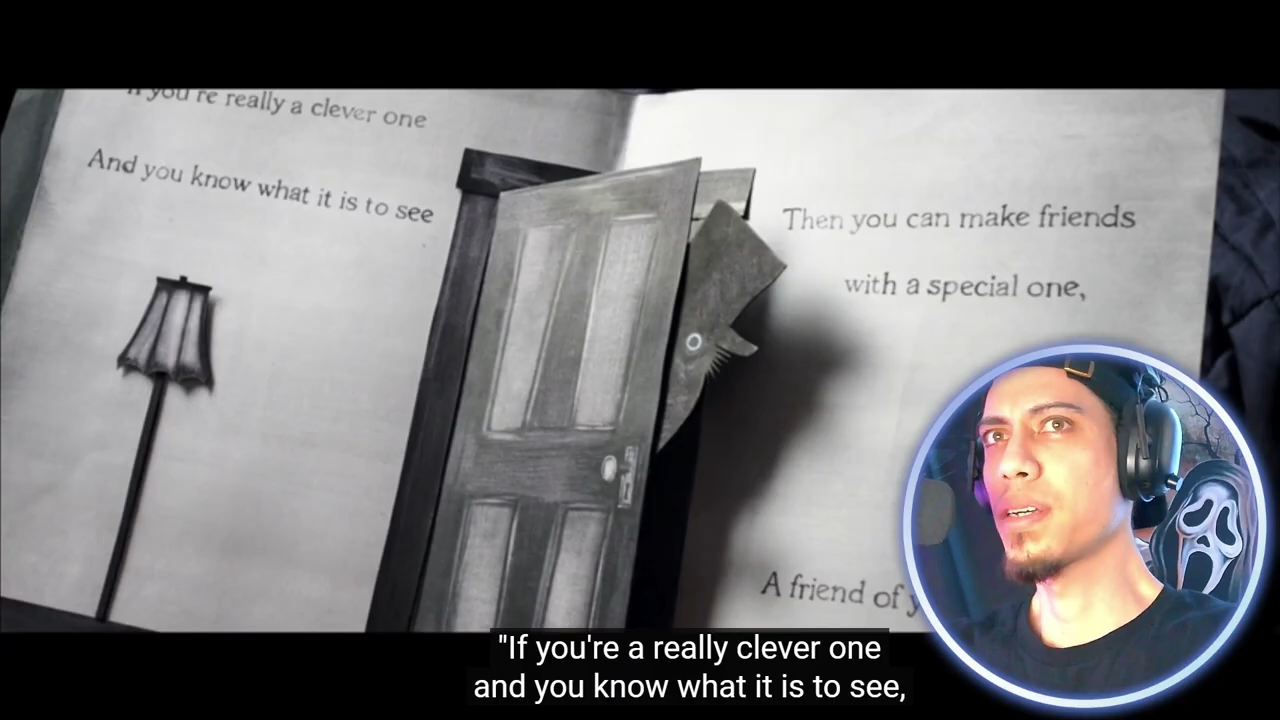 If you're really a clever one
And you know what it is to see
Then you can make friends
with a special one,
A friend of
"If you're a really clever one
and you know what it is to see,